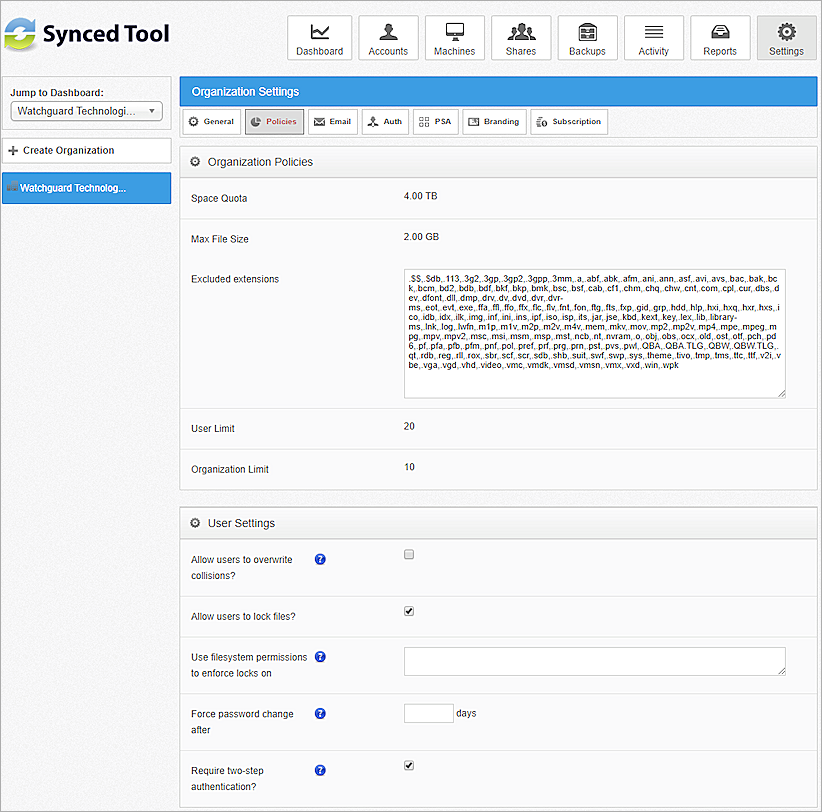 Synced Tool
Dashboard
Accounts
Machines
Shares
Backups
Activity
Reports
Settings
Jump to Dashboard:
Watchguard Technologi...
Create Organization
Watchguard Technolog...
Organization Settings
General
Policies
Email
Auth
PSA
Branding
Subscription
Organization Policies
Space Quota
4.00 TB
Max File Size
2.00 GB
Excluded extensions
.$$,.$db,.113,.3g2,.3gp,.3gp2,.3gpp,.3mm,.a,.abf,.abk,.afm,.ani,.ann,.asf,.avi,.avs,.bac,.bak,.bc
k,.bcm,.bd2,.bdb,.bdf,.bkf,.bkp,.bmk,.bsc,.bsf,.cab,.cf1,.chm,.chq,.chw,.cnt,.com,.cpl,.cur,.dbs,.d
ev,.dfont,.dll,.dmp,.drv,.dv,.dvd,.dvr,.dvr-
ms,.eot,.evt,.exe,.ffa,.ffl,.ffo,.ffx,.flc,.flv,.fnt,.fon,.ftg,.fts,.fxp,.gid,.grp,.hdd,.hlp,.hxi,.hxq,.hxr,.hxs,.i
co,.idb,.idx,.ilk,.img,.inf,.ini,.ins,.ipf,.iso,.isp,.its,.jar,.jse,.kbd,.kext,.key,.lex,.lib,.library-
ms,.lnk,.log,.lwfn,.m1p,.m1v,.m2p,.m2v,.m4v,.mem,.mkv,.mov,.mp2,.mp2v,.mp4,.mpe,.mpeg,.m
pg,.mpv,.mpv2,.msc,.msi,.msm,.msp,.mst,.ncb,.nt,.nvram,.o,.obj,.obs,.ocx,.old,.ost,.otf,.pch,.pd
6,.pf,.pfa,.pfb,.pfm,.pnf,.pol,.pref,.prf,.prg,.prn,.pst,.pvs,.pwl,.QBA,.QBA.TLG,.QBW,.QBW.TLG,.
qt,.rdb,.reg,.rll,.rox,.sbr,.scf,.scr,.sdb,.shb,.suit,.swf,.swp,.sys,.theme,.tivo,.tmp,.tms,.ttc,.ttf,.v2i,.v
be,.vga,.vgd,.vhd,.video,.vmc,.vmdk,.vmsd,.vmsn,.vmx,.vxd,.win,.wpk
User Limit
20
Organization Limit
10
User Settings
Allow users to overwrite
collisions?
Allow users to lock files?
Use filesystem permissions
to enforce locks on
Force password change
after
days
Require two-step
authentication?